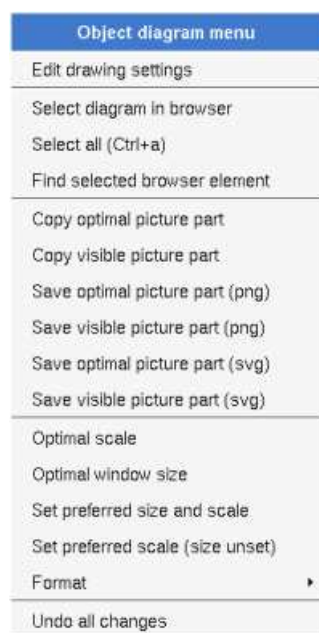 Object diagram menu
Edit drawing settings
Select diagram in browser
Select all (Ctrl+a)
Find selected browser element
Copy optimal picture part
Copy visible picture part
Save optimal picture part (png)
Save visible picture part (png)
Save optimal picture part (svg)
Save visible picture part (svg)
Optimal scale
Optimal window size
Set preferred size and scale
Set preferred scale (size unset)
Format
Undo all changes